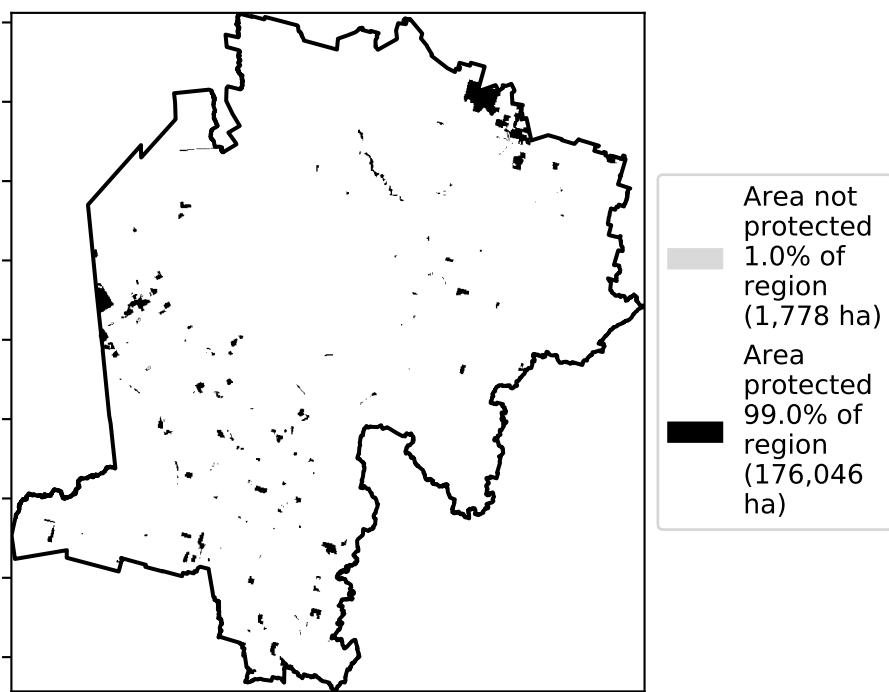 Area not
protected
1.0% of
region
(1,778 ha)
Area
protected
99.0% of
region
(176,046
ha)